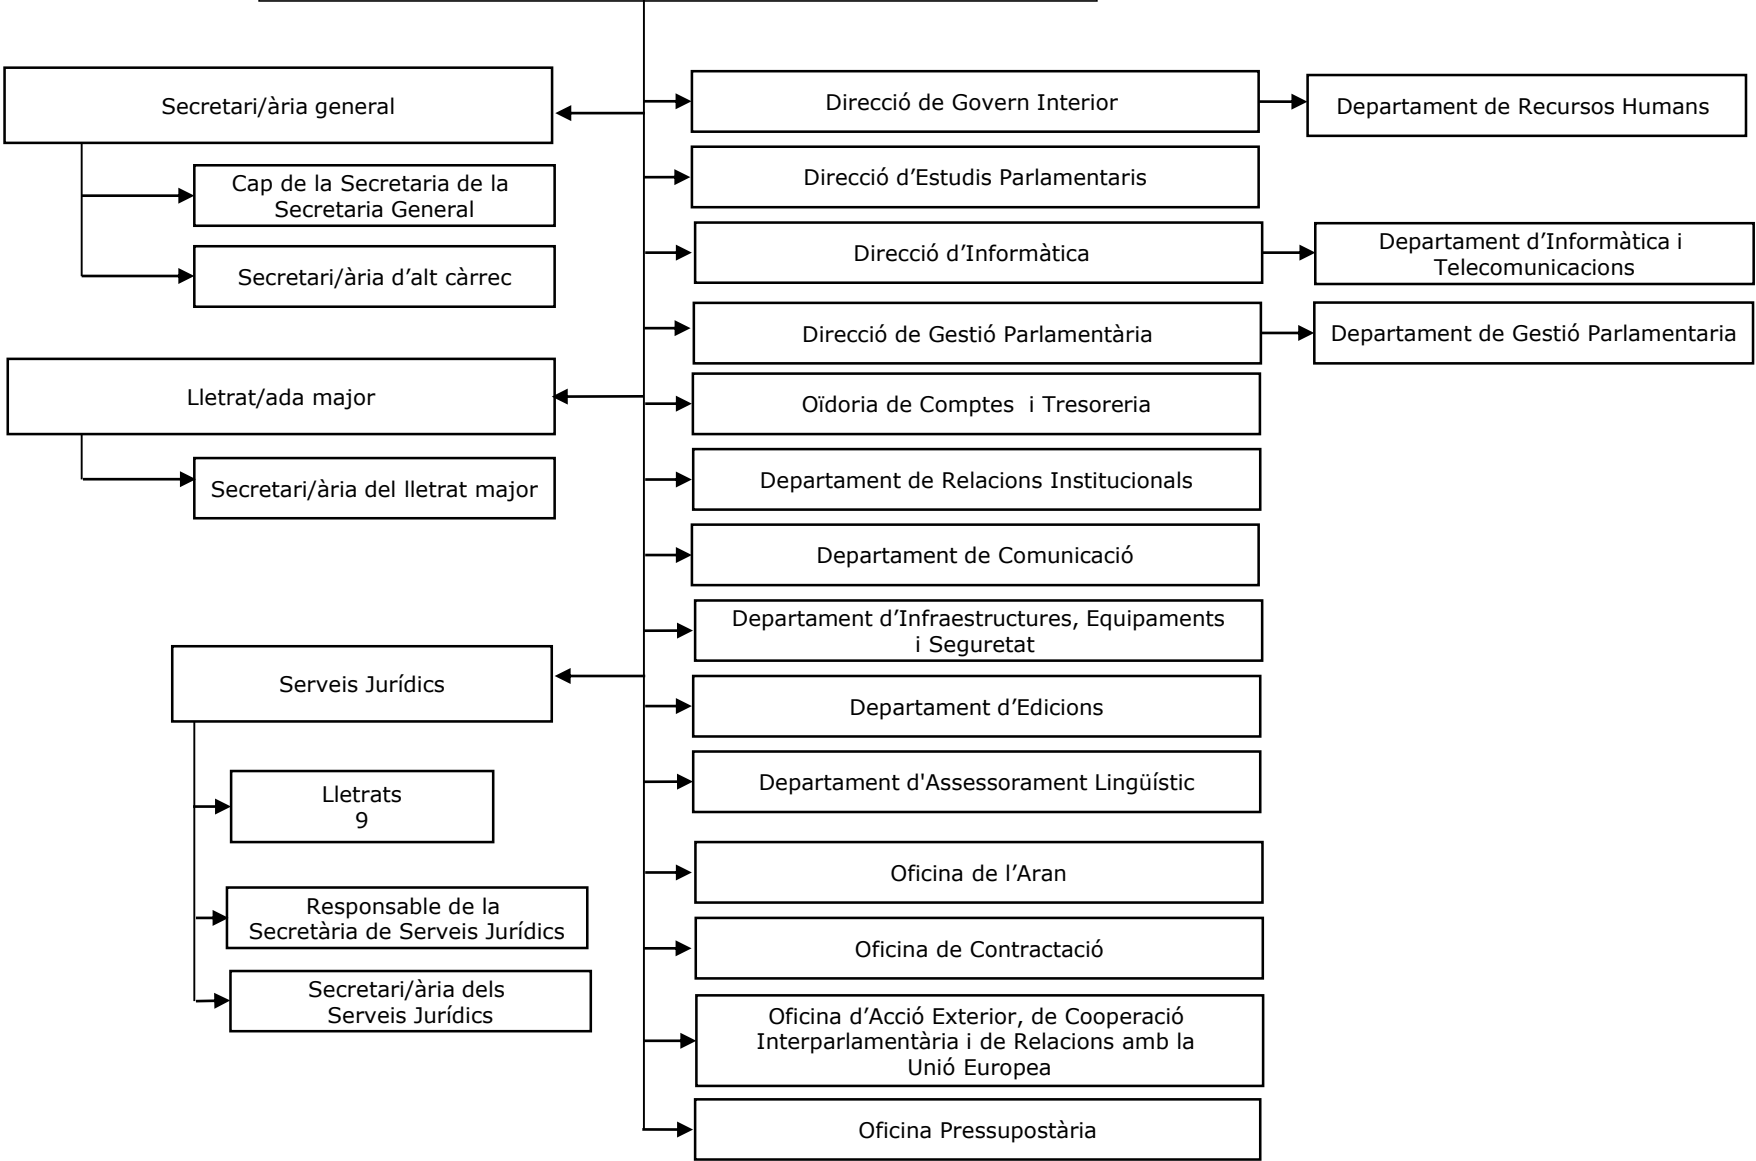 Secretari/ària general
Cap de la Secretaria de la
Secretaria General
Secretari/ària d’alt càrrec
Lletrat/ada major
Secretari/ària del lletrat major
Serveis Jurídics
Lletrats
9
Responsable de la
Secretària de Serveis Jurídics
Secretari/ària dels
Serveis Jurídics
Direcció de Govern Interior
Departament de Recursos Humans
Direcció d’Estudis Parlamentaris
Direcció d’Informàtica
Departament d’Informàtica i
Telecomunicacions
Direcció de Gestió Parlamentària
Departament de Gestió Parlamentaria
Oïdoria de Comptes  i Tresoreria
Departament de Relacions Institucionals
Departament de Comunicació
Departament d’Infraestructures, Equipaments
i Seguretat
Departament d’Edicions
Departament d'Assessorament Lingüístic
Oficina de l’Aran
Oficina de Contractació
Oficina d’Acció Exterior, de Cooperació
Interparlamentària i de Relacions amb la
Unió Europea
Oficina Pressupostària